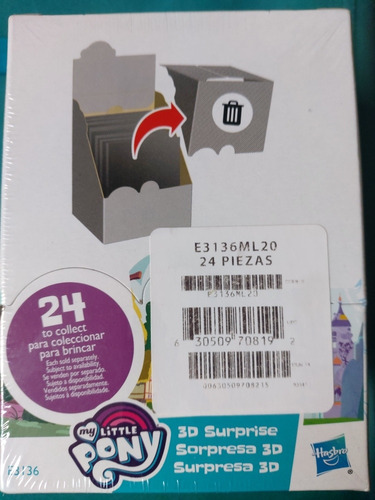 E3136ML20
24 PIEZAS
E3136ML20
6 30509 70819 2
24
to collect
para coleccionar
para brincar
Each sold separately.
Subject to availability.
Se venden por separado.
Sujeto a disponibilidad.
Vendidos separadamente.
Sujeitos à disponibilidade.
my LITTLE
PONY
3D Surprise
Sorpresa 3D
Surpresa 3D
Hasbro
E3136